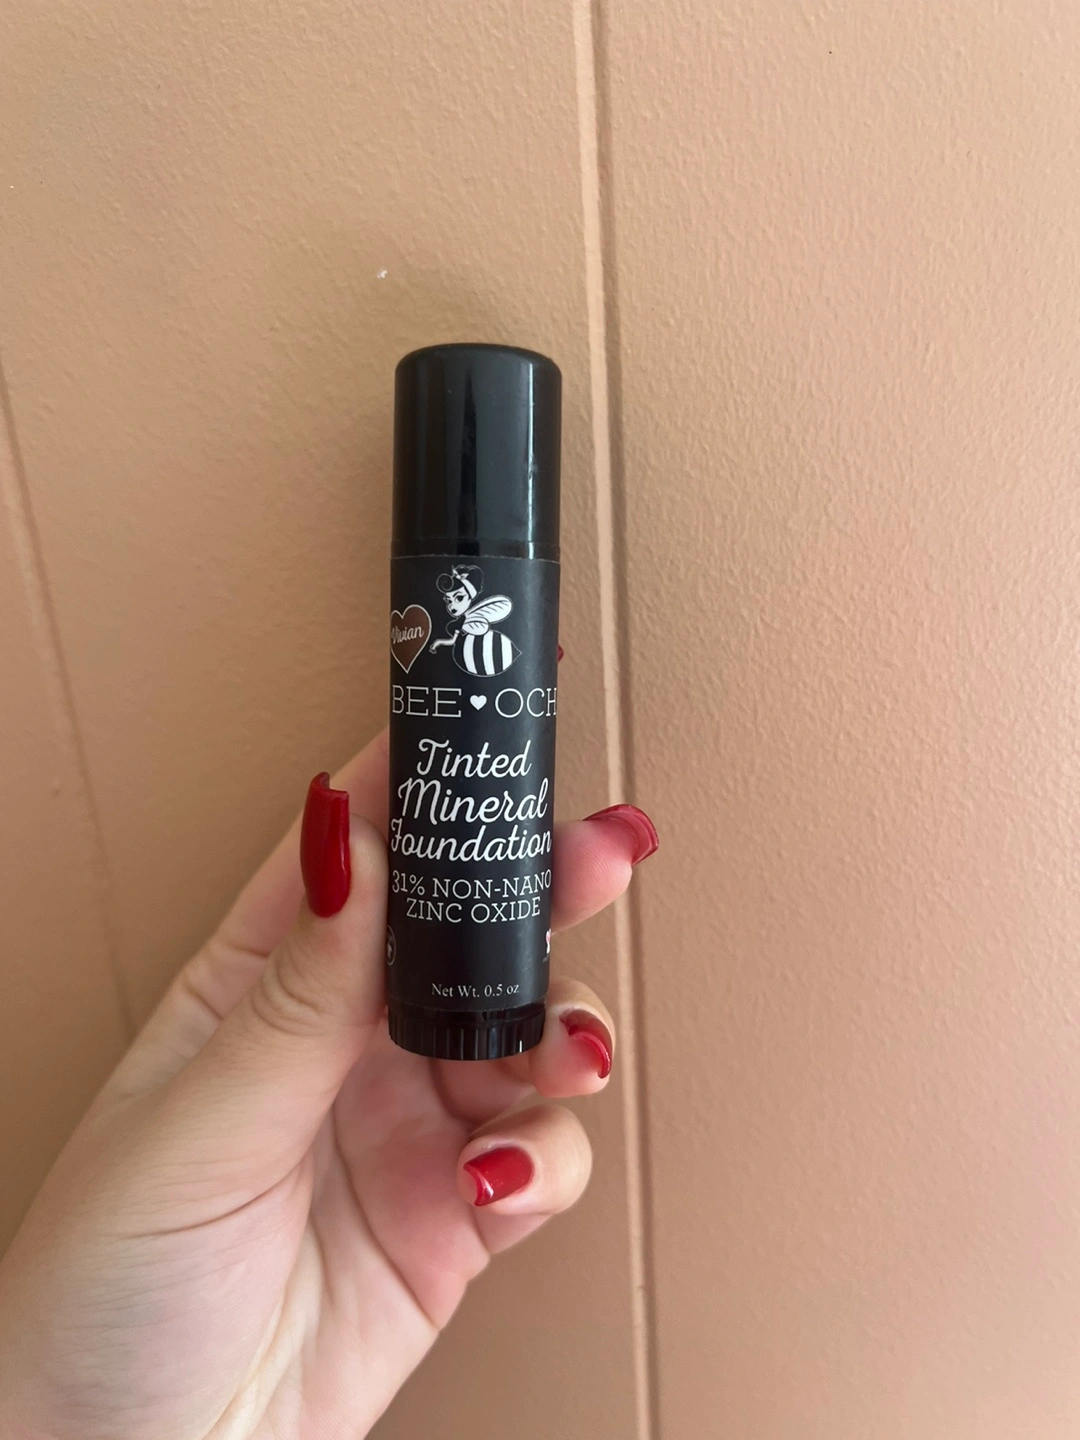 Vivian
BEE♥OCH
Tinted
Mineral
Foundation
31% NON-NANO
ZINC OXIDE
Net Wt. 0.5 oz